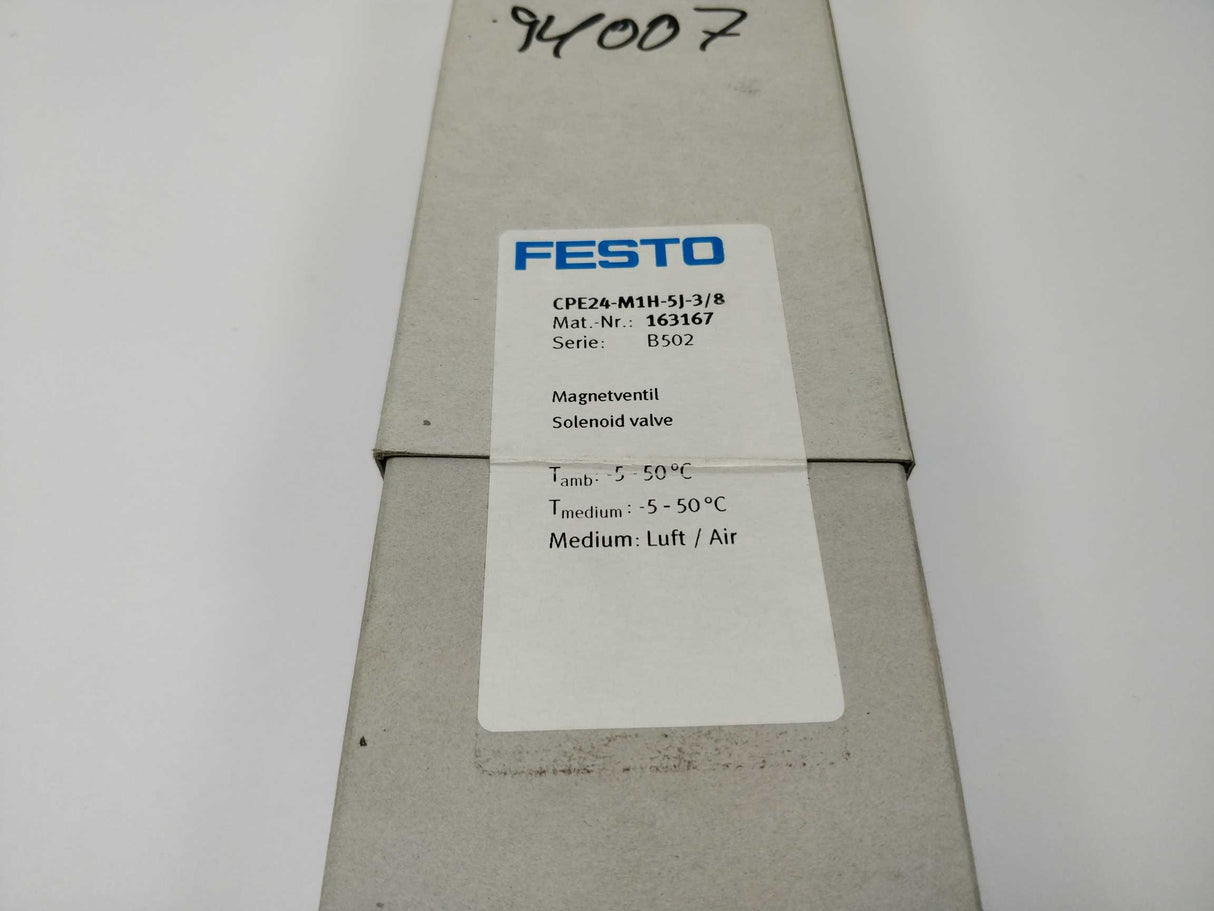 94007
FESTO
CPE24-M1H-5J-3/8
Mat.-Nr.: 163167
Serie: B502
Magnetventil
Solenoid valve
Tamb: -5 - 50°C
Tmedium: -5 - 50°C
Medium: Luft / Air